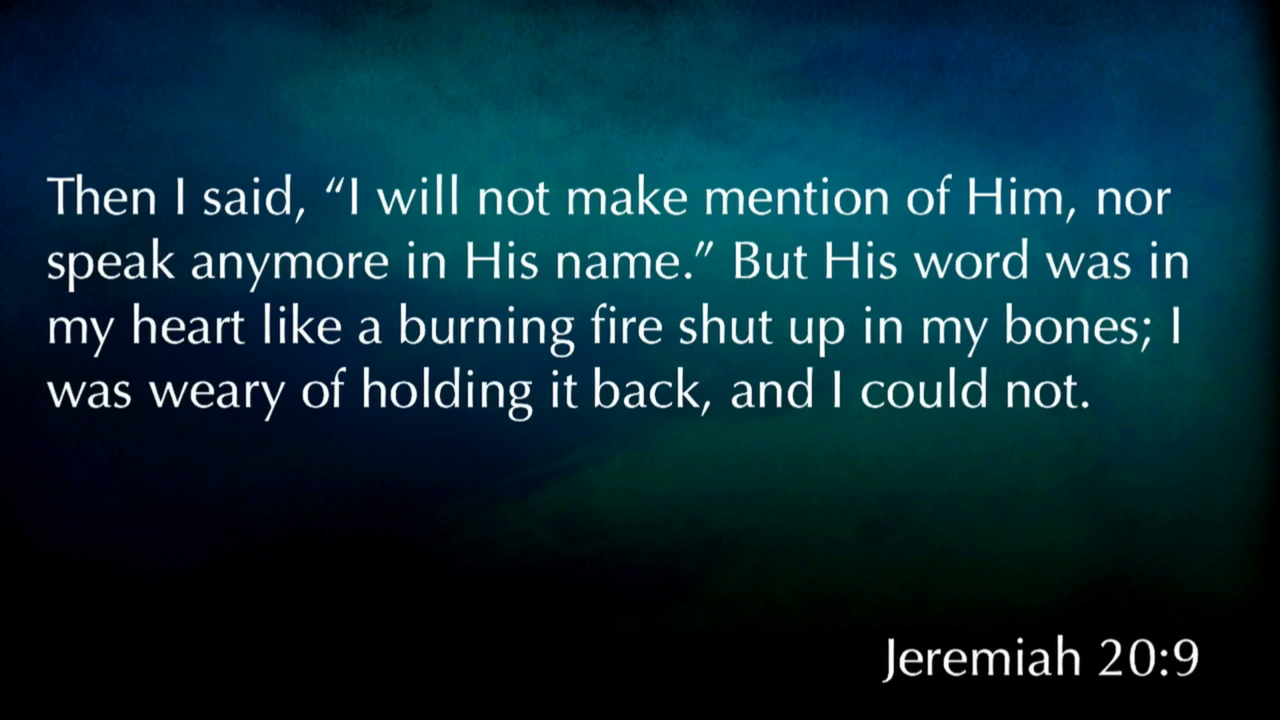 Then I said, “I will not make mention of Him, nor
speak anymore in His name.” But His word was in
my heart like a burning fire shut up in my bones; I
was weary of holding it back, and I could not.
Jeremiah 20:9